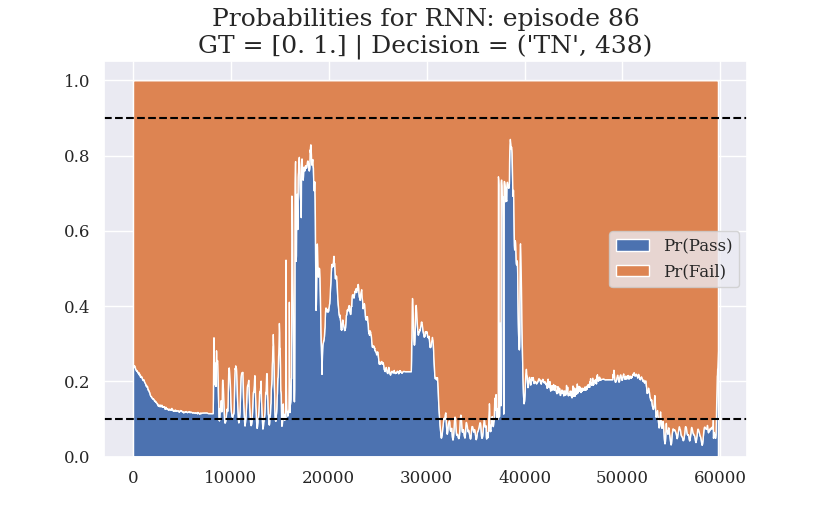 Probabilities for RNN: episode 86
GT = [0. 1.] | Decision = ('TN', 438)
1.0
0.8
0.6
0.4
0.2
0.0
Pr(Pass)
Pr(Fail)
0 10000 20000 30000 40000 50000 60000